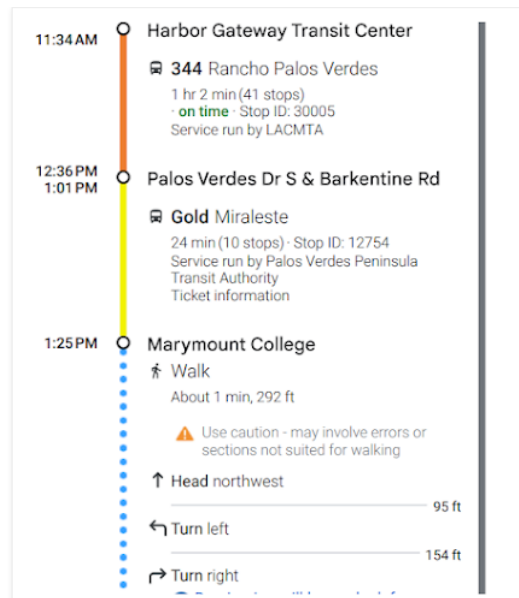 11:34 AM
Harbor Gateway Transit Center
344 Rancho Palos Verdes
1 hr 2 min (41 stops)
· on time · Stop ID: 30005
Service run by LACMTA
12:36 PM
1:01 PM
Palos Verdes Dr S & Barkentine Rd
Gold Miraleste
24 min (10 stops) · Stop ID: 12754
Service run by Palos Verdes Peninsula
Transit Authority
Ticket information
1:25 PM
Marymount College
Walk
About 1 min, 292 ft
Use caution - may involve errors or
sections not suited for walking
Head northwest
95 ft
Turn left
154 ft
Turn right